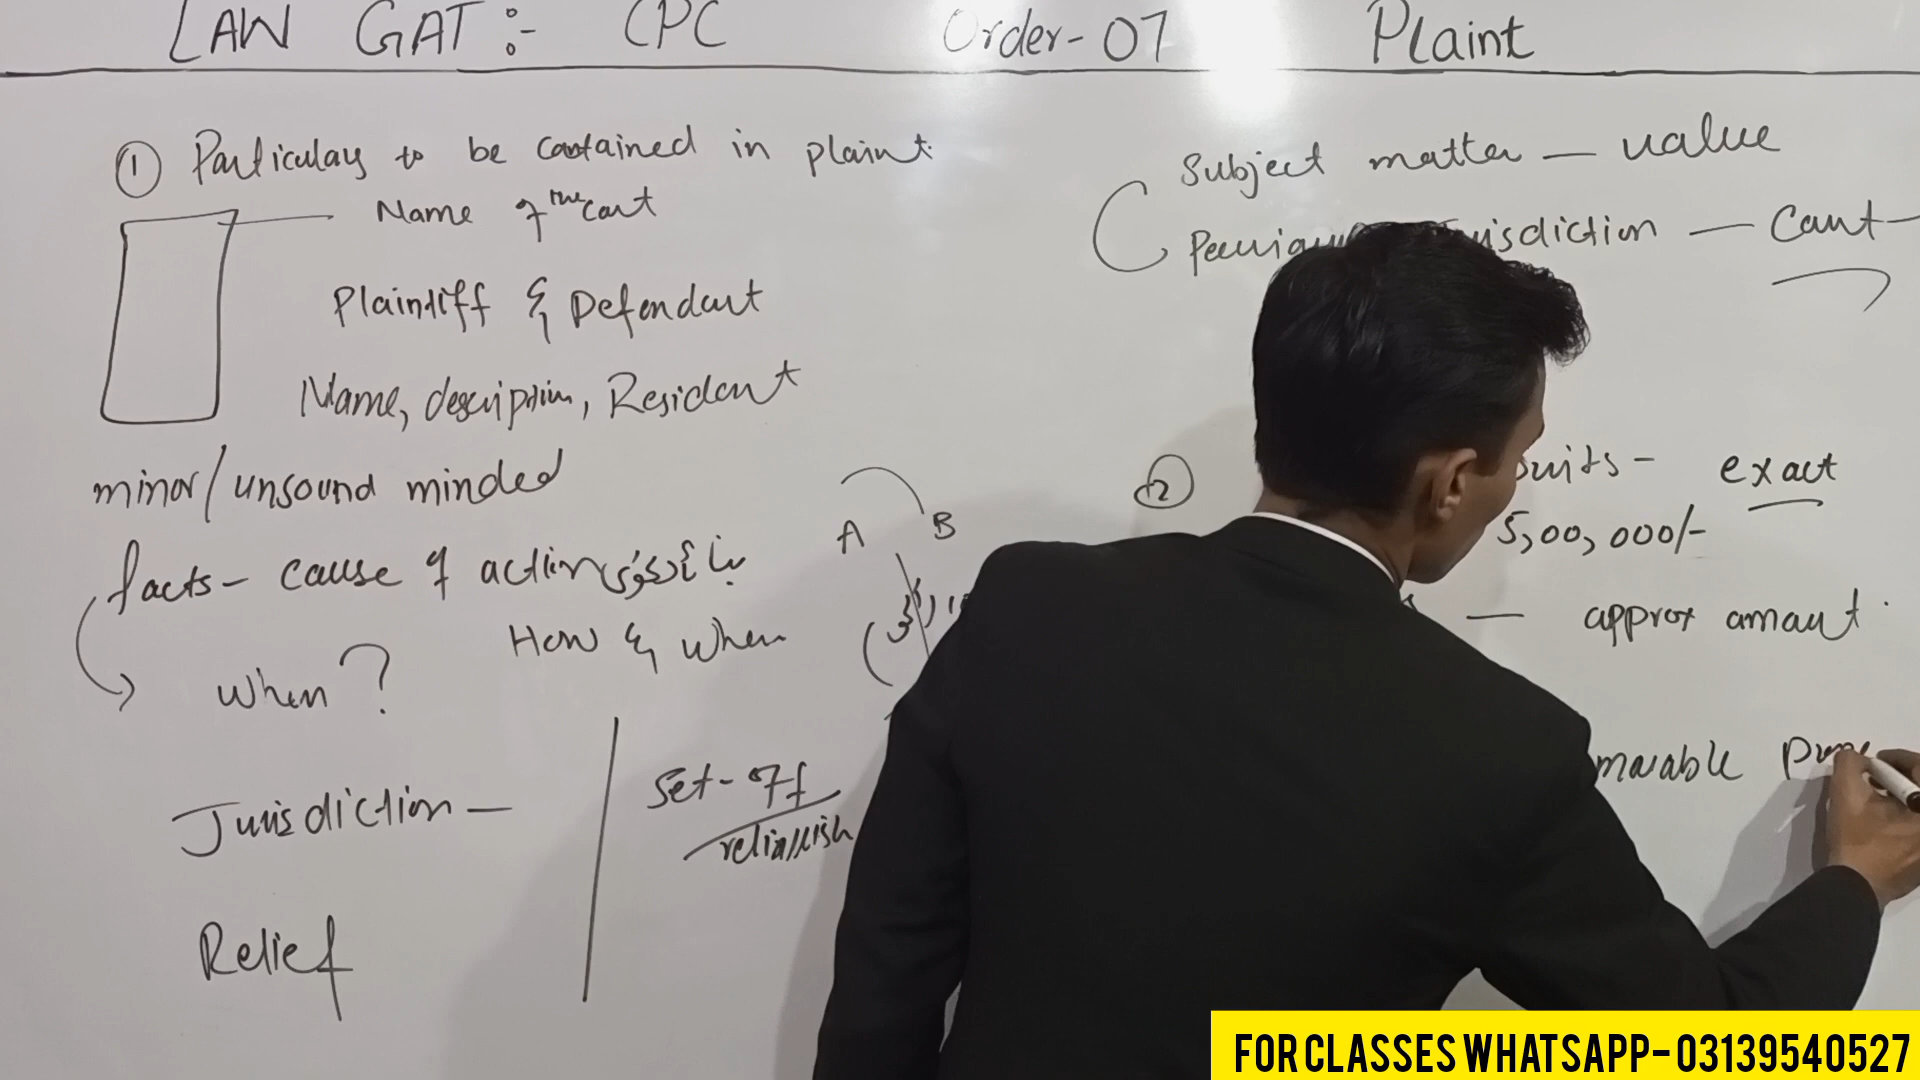 LAW GAT :- CPC Order-07 Plaint
① Particulars to be contained in plaint.
Name of the Court
Plaintiff & Defendant
Name, description, Resident
minor/unsound minded
facts - cause of action
How & when
when?
Jurisdiction -
Relief
Set-off
relinquish
A B
Subject matter — value
Jurisdiction — Court -
② suits - exact
5,00,000/-
— approx amount.
movable
FOR CLASSES WHATSAPP- 03139540527